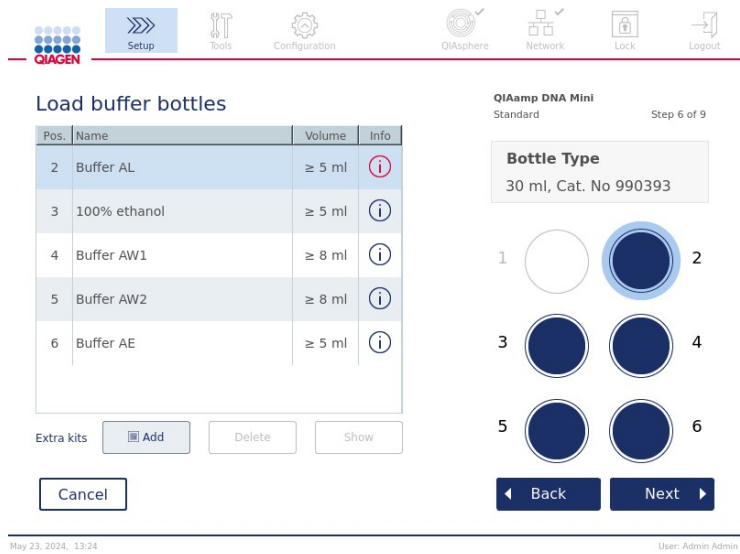 QIAGEN
Setup
Tools
Configuration
QIAsphere
Network
Lock
Logout
Load buffer bottles
Pos. Name Volume Info
2 Buffer AL ≥ 5 ml i
3 100% ethanol ≥ 5 ml i
4 Buffer AW1 ≥ 8 ml i
5 Buffer AW2 ≥ 8 ml i
6 Buffer AE ≥ 5 ml i
Extra kits Add Delete Show
Cancel
QIAamp DNA Mini
Standard Step 6 of 9
Bottle Type
30 ml, Cat. No 990393
1 2
3 4
5 6
Back Next
May 23, 2024, 13:24 User: Admin Admin